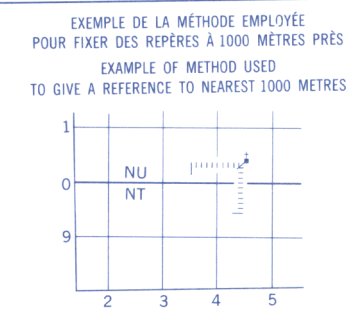 EXEMPLE DE LA MÉTHODE EMPLOYÉE
POUR FIXER DES REPÈRES À 1000 MÈTRES PRÈS
EXAMPLE OF METHOD USED
TO GIVE A REFERENCE TO NEAREST 1000 METRES
1
NU
0
NT
9
2 3 4 5